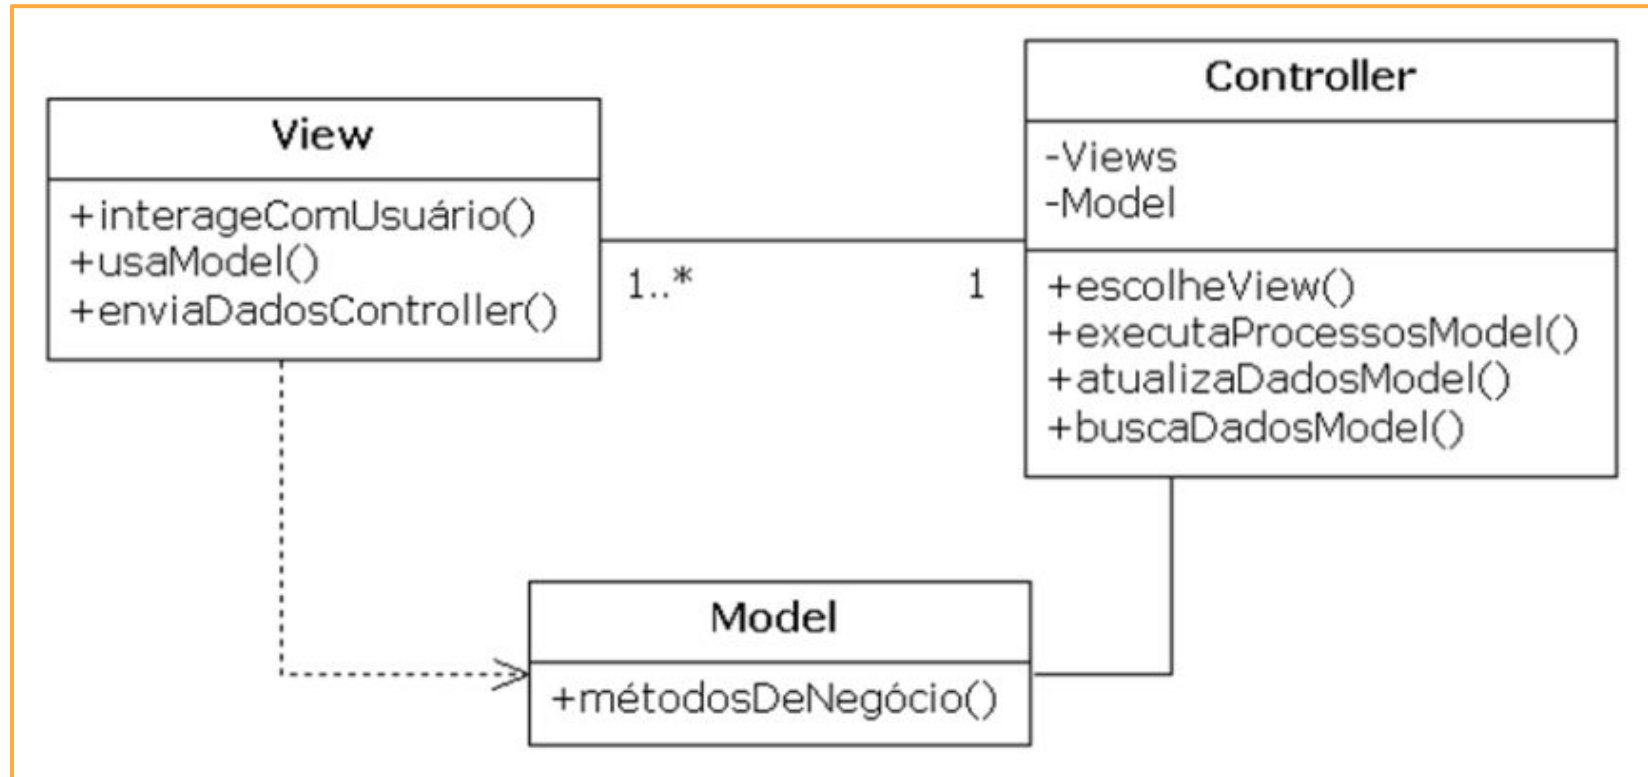 View
+interageComUsuário()
+usaModel()
+enviaDadosController()
1..*
1
Controller
-Views
-Model
+escolheView()
+executaProcessosModel()
+atualizaDadosModel()
+buscaDadosModel()
Model
+métodosDeNegócio()